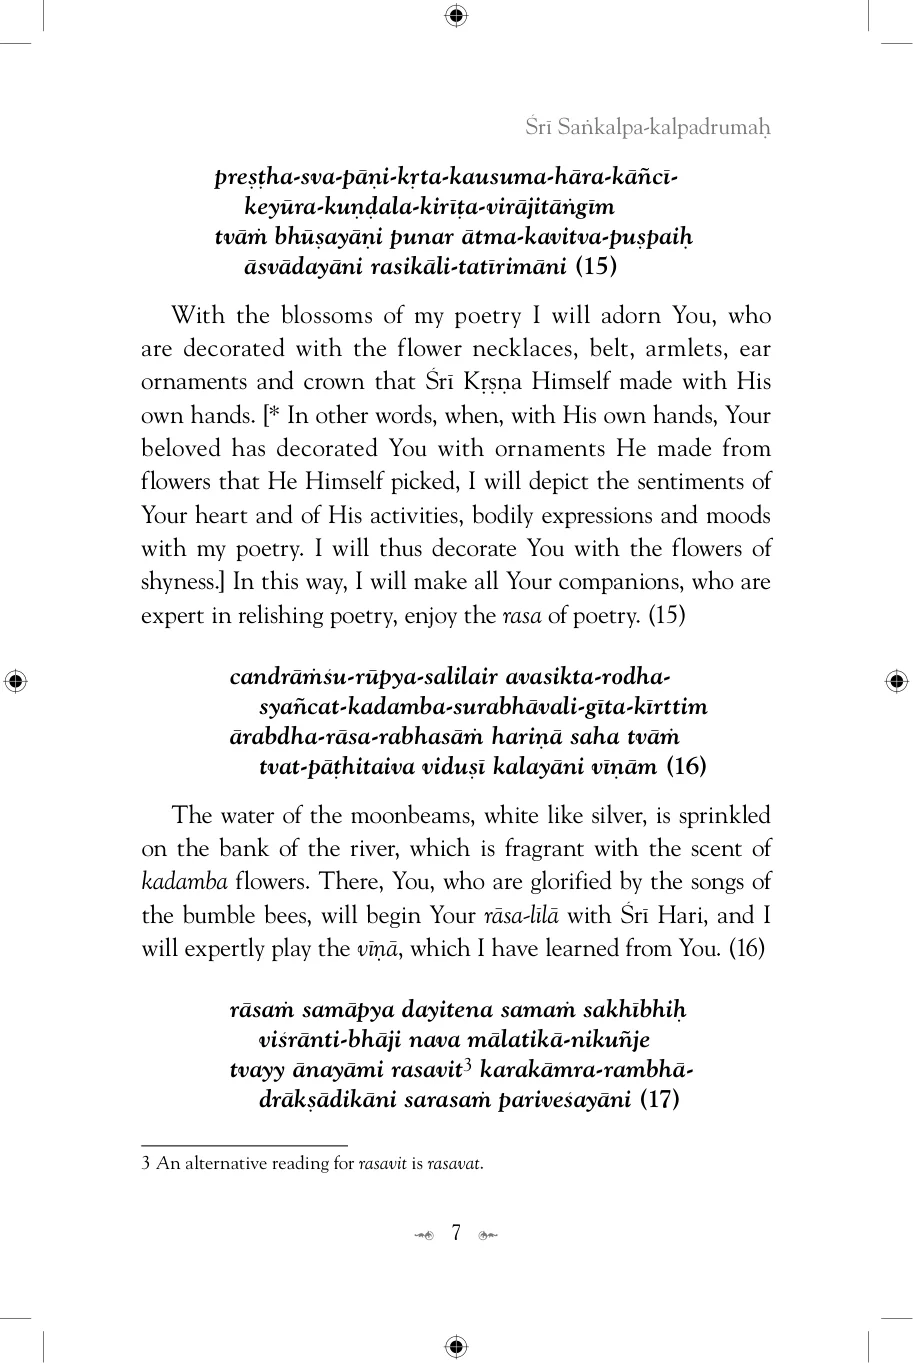 Śrī Saṅkalpa-kalpadrumaḥ
preṣṭha-sva-pāṇi-kṛta-kausuma-hāra-kāñcī-
keyūra-kuṇḍala-kirīṭa-virājitāṅgīm
tvāṁ bhūṣayāṇi punar ātma-kavitva-puṣpaiḥ
āsvādayāni rasikāli-tatīrimāni (15)
With the blossoms of my poetry I will adorn You, who
are decorated with the flower necklaces, belt, armlets, ear
ornaments and crown that Śrī Kṛṣṇa Himself made with His
own hands. [* In other words, when, with His own hands, Your
beloved has decorated You with ornaments He made from
flowers that He Himself picked, I will depict the sentiments of
Your heart and of His activities, bodily expressions and moods
with my poetry. I will thus decorate You with the flowers of
shyness.] In this way, I will make all Your companions, who are
expert in relishing poetry, enjoy the rasa of poetry. (15)
candrāṁśu-rūpya-salilair avasikta-rodha-
syañcat-kadamba-surabhāvali-gīta-kīrttim
ārabdha-rāsa-rabhasāṁ hariṇā saha tvāṁ
tvat-pāṭhitaiva viduṣī kalayāni vīṇām (16)
The water of the moonbeams, white like silver, is sprinkled
on the bank of the river, which is fragrant with the scent of
kadamba flowers. There, You, who are glorified by the songs of
the bumble bees, will begin Your rāsa-līlā with Śrī Hari, and I
will expertly play the vīṇā, which I have learned from You. (16)
rāsaṁ samāpya dayitena samaṁ sakhībhiḥ
viśrānti-bhāji nava mālatikā-nikuñje
tvayy ānayāmi rasavit3 karakāmra-rambhā-
drākṣādikāni sarasaṁ pariveśayāni (17)
3 An alternative reading for rasavit is rasavat.
7